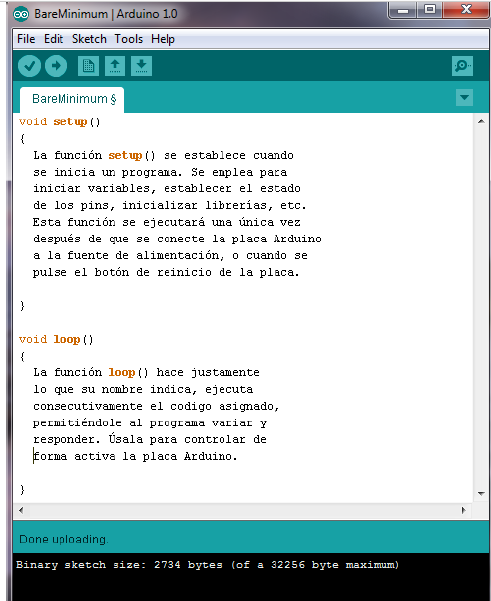 BareMinimum | Arduino 1.0
File Edit Sketch Tools Help
BareMinimum §
void setup()
{
La función setup() se establece cuando
se inicia un programa. Se emplea para
iniciar variables, establecer el estado
de los pins, inicializar librerías, etc.
Esta función se ejecutará una única vez
después de que se conecte la placa Arduino
a la fuente de alimentación, o cuando se
pulse el botón de reinicio de la placa.
}
void loop()
{
La función loop() hace justamente
lo que su nombre indica, ejecuta
consecutivamente el codigo asignado,
permitiéndole al programa variar y
responder. Úsala para controlar de
forma activa la placa Arduino.
}
Done uploading.
Binary sketch size: 2734 bytes (of a 32256 byte maximum)